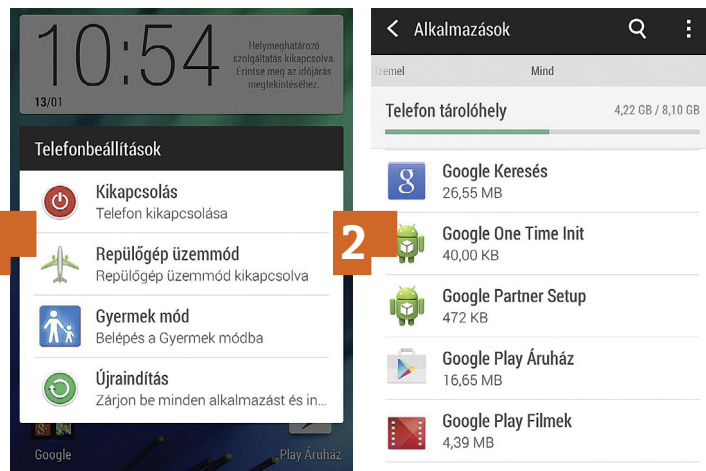 10:54
Helymeghatározó
szolgáltatás kikapcsolva.
Érintse meg az időjárás
megtekintéséhez.
13/01
Telefonbeállítások
Kikapcsolás
Telefon kikapcsolása
Repülőgép üzemmód
Repülőgép üzemmód kikapcsolva
Gyermek mód
Belépés a Gyermek módba
Újraindítás
Zárjon be minden alkalmazást és in...
Google
Play Áruház
2
Alkalmazások
üzemel
Mind
Telefon tárolóhely
4,22 GB / 8,10 GB
8
Google Keresés
26,55 MB
Google One Time Init
40,00 KB
Google Partner Setup
472 KB
Google Play Áruház
16,65 MB
Google Play Filmek
4,39 MB